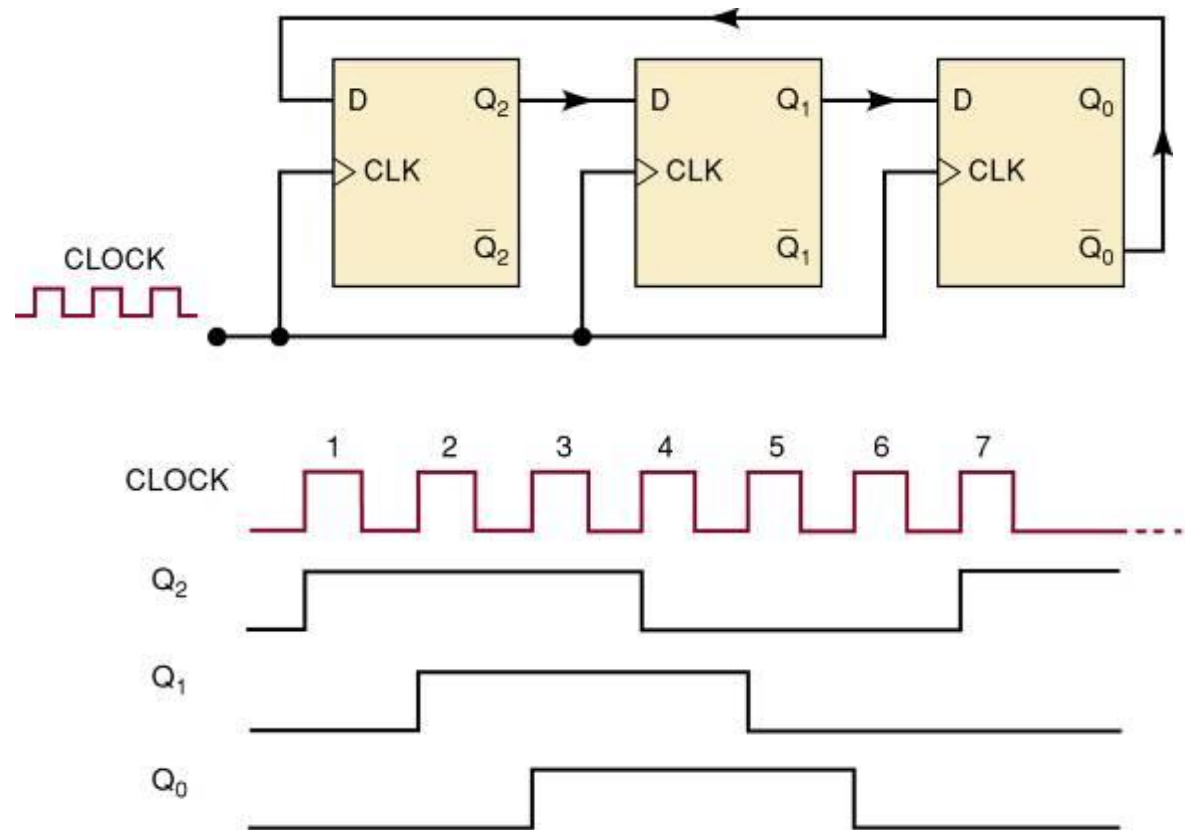 D Q₂ D Q₁ D Q₀
CLK CLK CLK
Q̅₂ Q̅₁ Q̅₀
CLOCK
1 2 3 4 5 6 7
CLOCK
Q₂
Q₁
Q₀